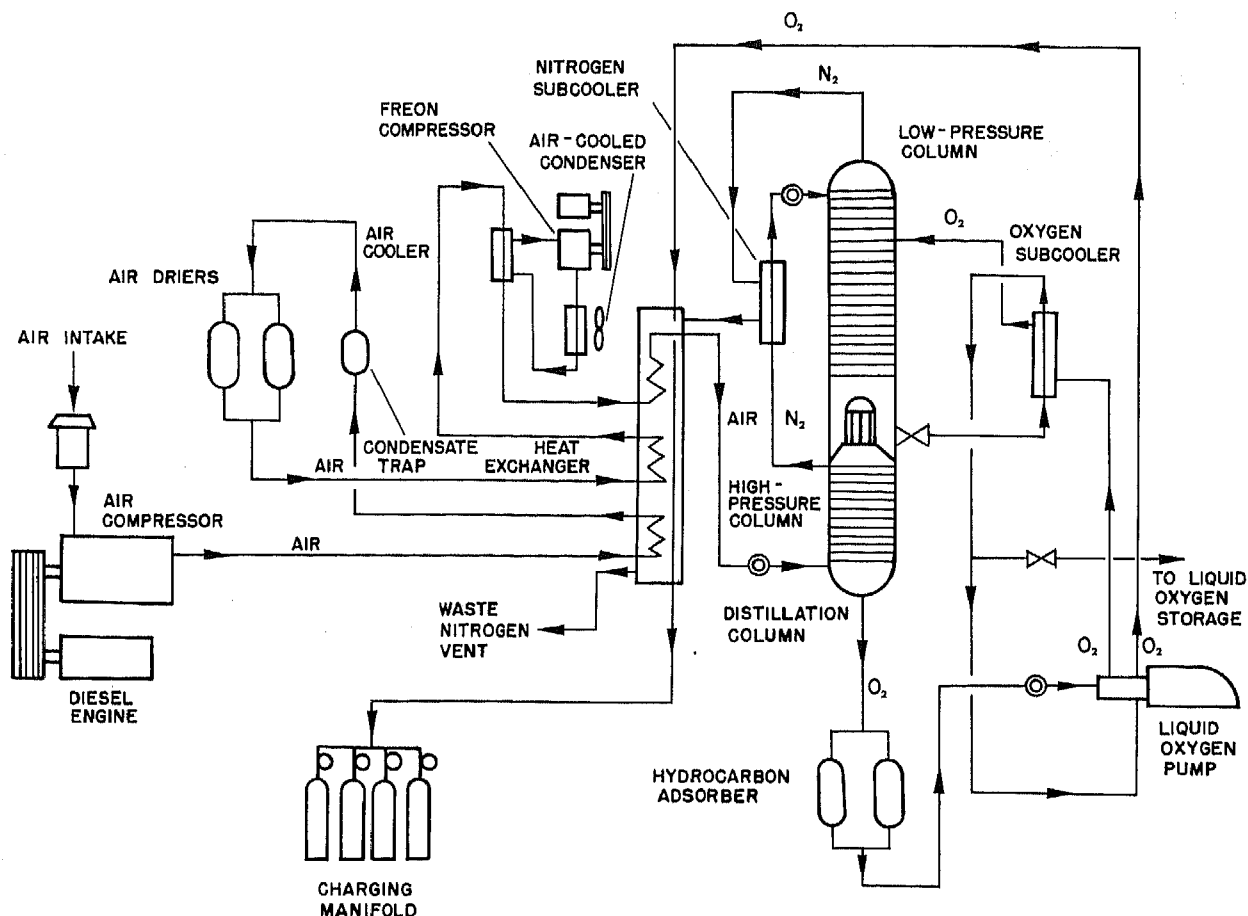 O₂
N₂
NITROGEN
SUBCOOLER
FREON
COMPRESSOR
AIR-COOLED
CONDENSER
LOW-PRESSURE
COLUMN
AIR
COOLER
O₂
OXYGEN
SUBCOOLER
AIR DRIERS
AIR INTAKE
AIR
N₂
CONDENSATE
TRAP
HEAT
EXCHANGER
AIR
HIGH-
PRESSURE
COLUMN
AIR
COMPRESSOR
AIR
TO LIQUID
OXYGEN
STORAGE
WASTE
NITROGEN
VENT
DISTILLATION
COLUMN
O₂
O₂
O₂
DIESEL
ENGINE
LIQUID
OXYGEN
PUMP
HYDROCARBON
ADSORBER
CHARGING
MANIFOLD